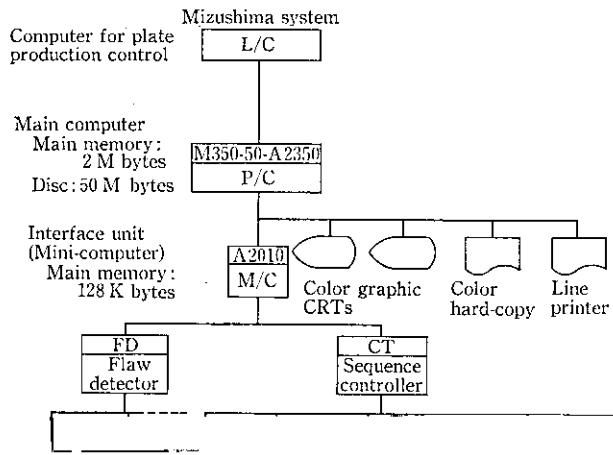 Mizushima system
Computer for plate
production control
L/C
Main computer
Main memory:
2 M bytes
Disc: 50 M bytes
M350-50-A2350
P/C
Interface unit
(Mini-computer)
Main memory:
128 K bytes
A2010
M/C
Color graphic
CRTs
Color
hard-copy
Line
printer
FD
Flaw
detector
CT
Sequence
controller